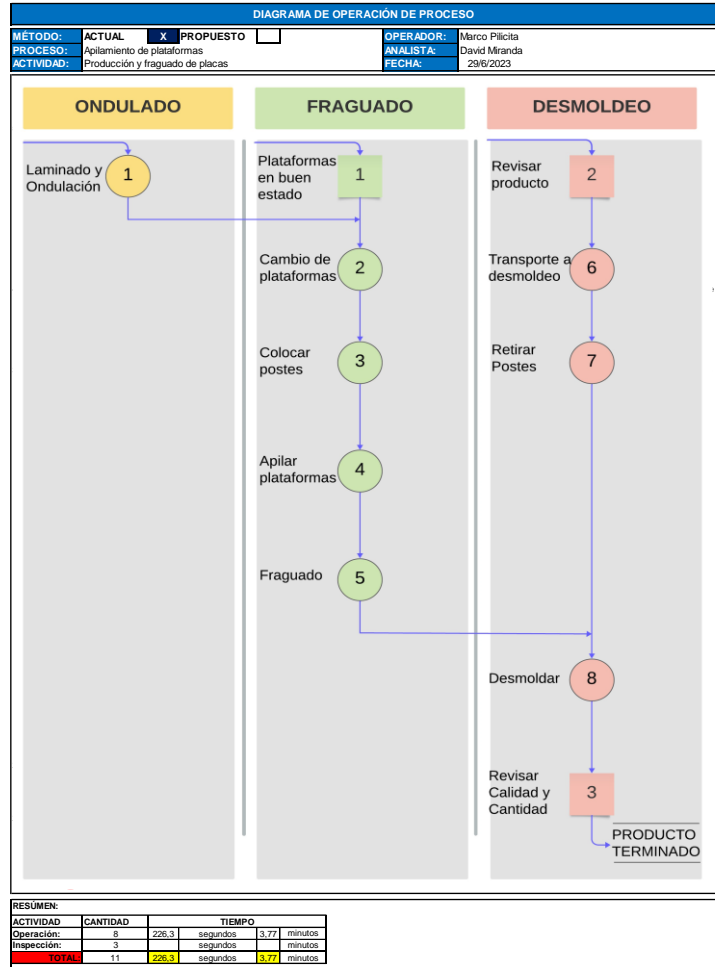 DIAGRAMA DE OPERACIÓN DE PROCESO
MÉTODO: ACTUAL X PROPUESTO OPERADOR: Marco Pilicita
PROCESO: Apilamiento de plataformas ANALISTA: David Miranda
ACTIVIDAD: Producción y fraguado de placas FECHA: 29/6/2023
ONDULADO
Laminado y
Ondulación
1
FRAGUADO
Plataformas
en buen
estado
1
Cambio de
plataformas
2
Colocar
postes
3
Apilar
plataformas
4
Fraguado
5
DESMOLDEO
Revisar
producto
2
Transporte a
desmoldeo
6
Retirar
Postes
7
Desmoldar
8
Revisar
Calidad y
Cantidad
3
PRODUCTO
TERMINADO
RESÚMEN:
ACTIVIDAD CANTIDAD TIEMPO
Operación: 8 226,3 segundos 3,77 minutos
Inspección: 3 segundos minutos
TOTAL: 11 226,3 segundos 3,77 minutos